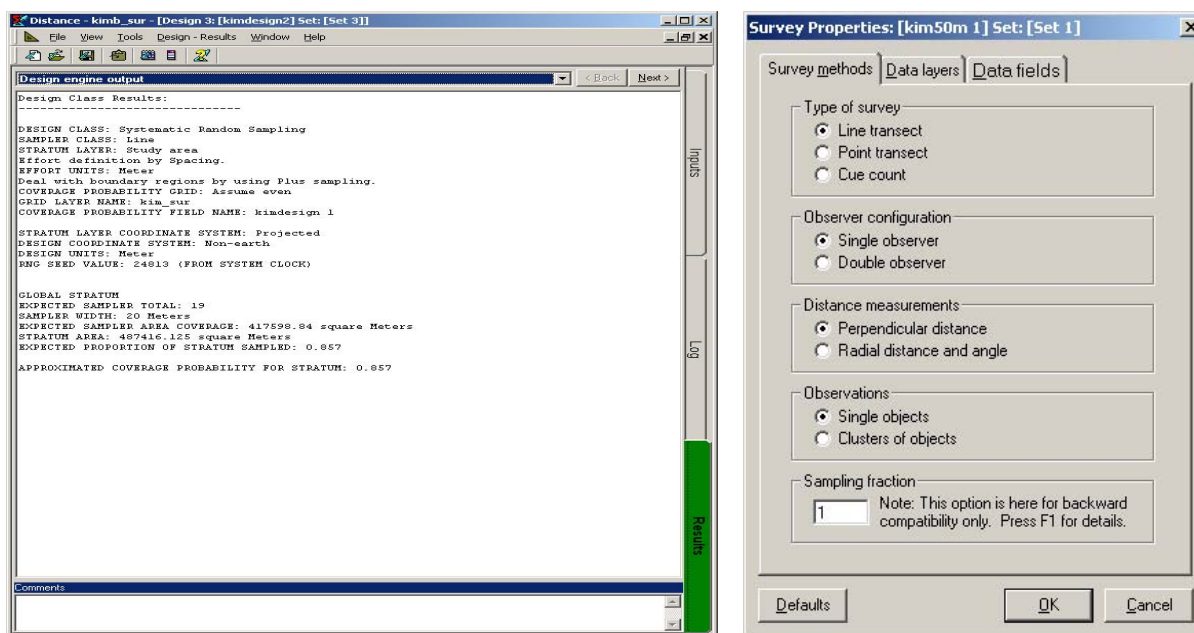 Distance - kimb_sur - [Design 3: [kimdesign2] Set: [Set 3]]
File View Tools Design - Results Window Help
Design engine output
< Back Next >
Design Class Results:
-------------------------------
DESIGN CLASS: Systematic Random Sampling
SAMPLER CLASS: Line
STRATUM LAYER: Study area
Effort definition by Spacing.
EFFORT UNITS: Meter
Deal with boundary regions by using Plus sampling.
COVERAGE PROBABILITY GRID: Assume even
GRID LAYER NAME: kim_sur
COVERAGE PROBABILITY FIELD NAME: kimdesign 1
STRATUM LAYER COORDINATE SYSTEM: Projected
DESIGN COORDINATE SYSTEM: Non-earth
DESIGN UNITS: Meter
RNG SEED VALUE: 24813 (FROM SYSTEM CLOCK)
GLOBAL STRATUM
EXPECTED SAMPLER TOTAL: 19
SAMPLER WIDTH: 20 Meters
EXPECTED SAMPLER AREA COVERAGE: 417598.84 square Meters
STRATUM AREA: 487416.125 square Meters
EXPECTED PROPORTION OF STRATUM SAMPLED: 0.857
APPROXIMATED COVERAGE PROBABILITY FOR STRATUM: 0.857
Inputs
Log
Results
Comments
Survey Properties: [kim50m 1] Set: [Set 1]
Survey methods Data layers Data fields
Type of survey
Line transect
Point transect
Cue count
Observer configuration
Single observer
Double observer
Distance measurements
Perpendicular distance
Radial distance and angle
Observations
Single objects
Clusters of objects
Sampling fraction
1 Note: This option is here for backward
compatibility only. Press F1 for details.
Defaults OK Cancel